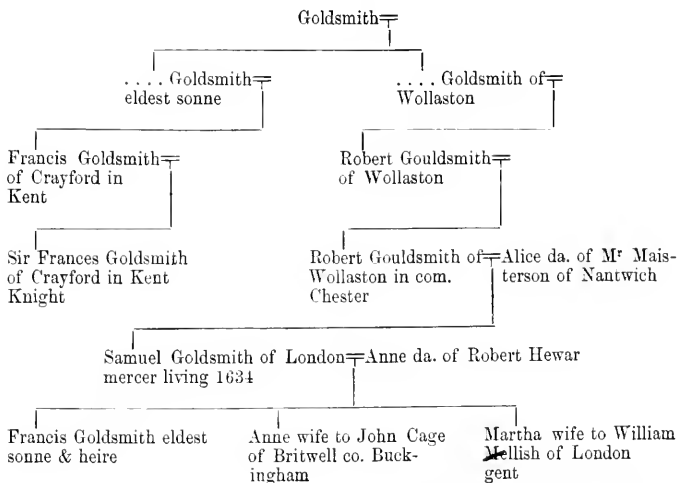 Goldsmith
. . . . Goldsmith
eldest sonne
. . . . Goldsmith of
Wollaston
Francis Goldsmith
of Crayford in
Kent
Robert Gouldsmith
of Wollaston
Sir Frances Goldsmith
of Crayford in Kent
Knight
Robert Gouldsmith of
Wollaston in com.
Chester
Alice da. of Mʳ Mais-
terson of Nantwich
Samuel Goldsmith of London
mercer living 1634
Anne da. of Robert Hewar
Francis Goldsmith eldest
sonne & heire
Anne wife to John Cage
of Britwell co. Buck-
ingham
Martha wife to William
Mellish of London
gent